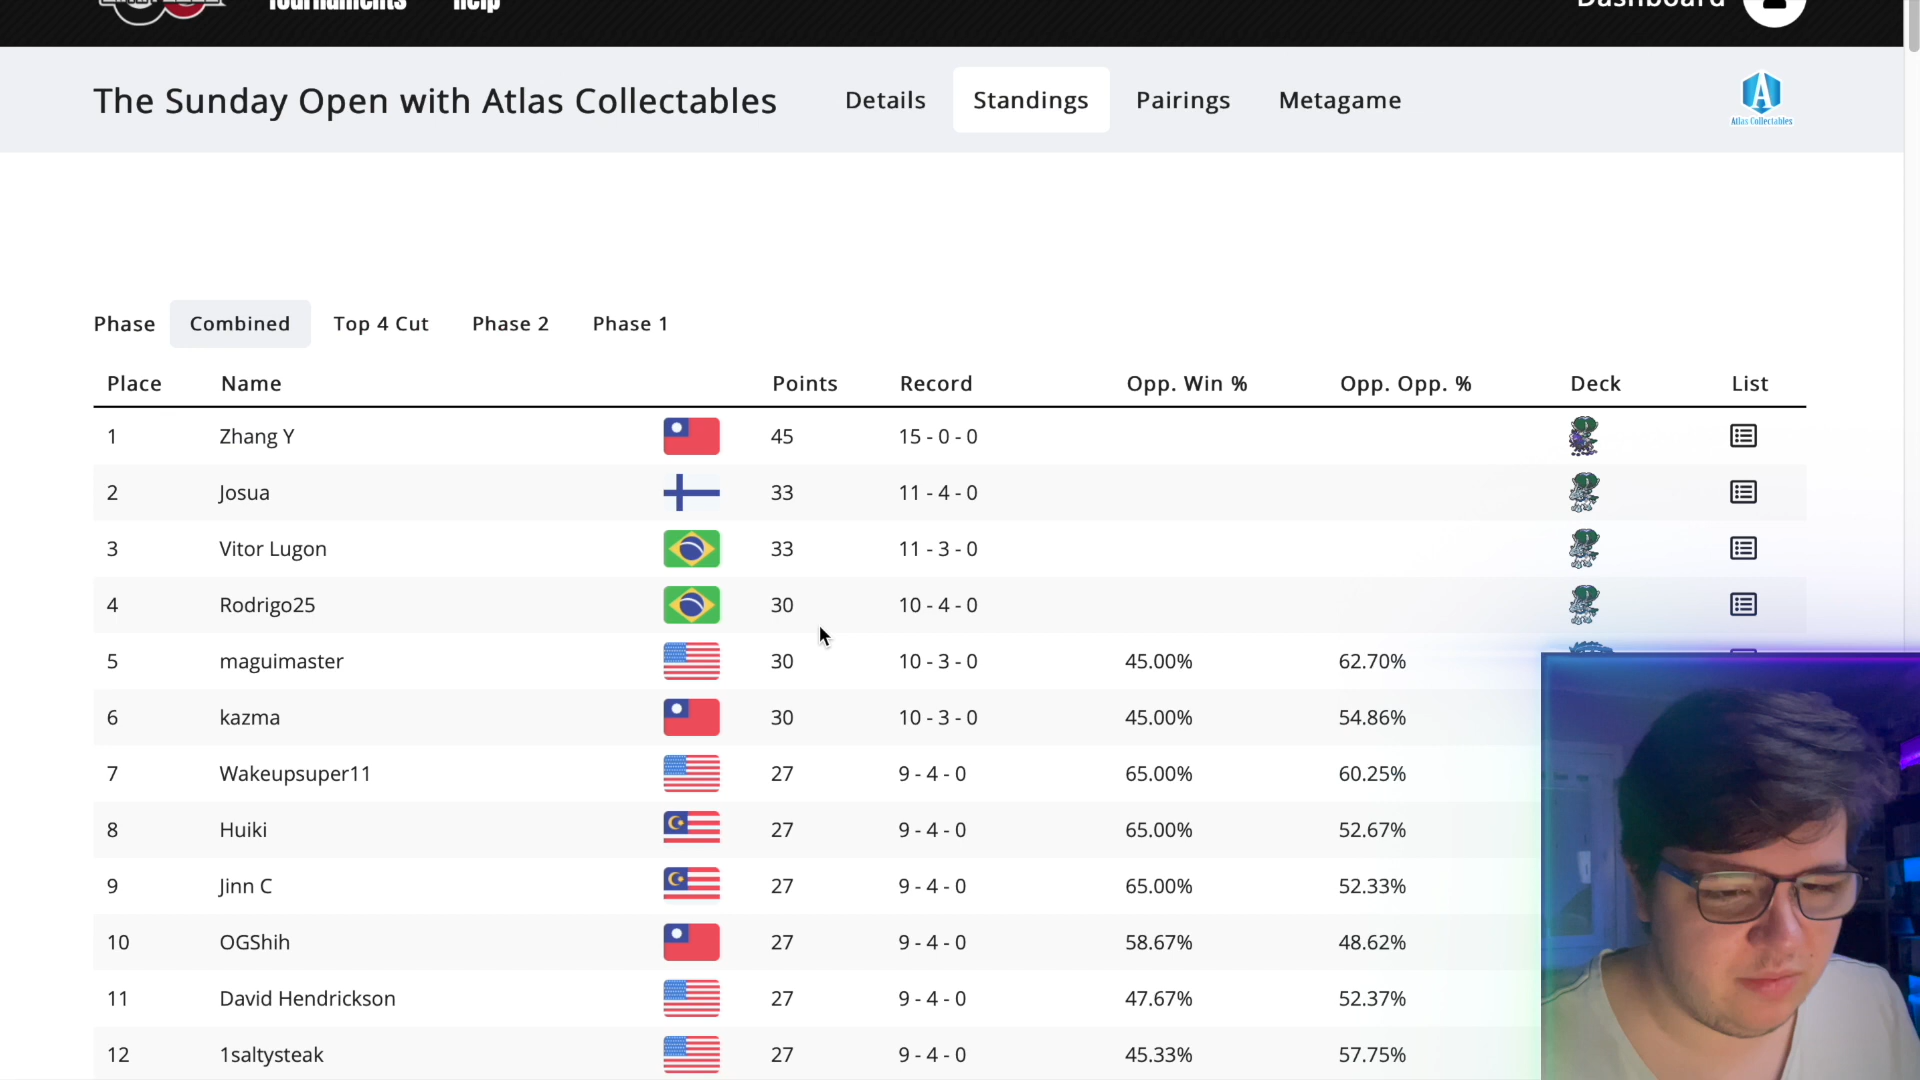 Tournaments Help Dashboard
The Sunday Open with Atlas Collectables Details Standings Pairings Metagame
A
Atlas Collectables
Phase Combined Top 4 Cut Phase 2 Phase 1
Place Name Points Record Opp. Win % Opp. Opp. % Deck List
1 Zhang Y 45 15 - 0 - 0
2 Josua 33 11 - 4 - 0
3 Vitor Lugon 33 11 - 3 - 0
4 Rodrigo25 30 10 - 4 - 0
5 maguimaster 30 10 - 3 - 0 45.00% 62.70%
6 kazma 30 10 - 3 - 0 45.00% 54.86%
7 Wakeupsuper11 27 9 - 4 - 0 65.00% 60.25%
8 Huiki 27 9 - 4 - 0 65.00% 52.67%
9 Jinn C 27 9 - 4 - 0 65.00% 52.33%
10 OGShih 27 9 - 4 - 0 58.67% 48.62%
11 David Hendrickson 27 9 - 4 - 0 47.67% 52.37%
12 1saltysteak 27 9 - 4 - 0 45.33% 57.75%